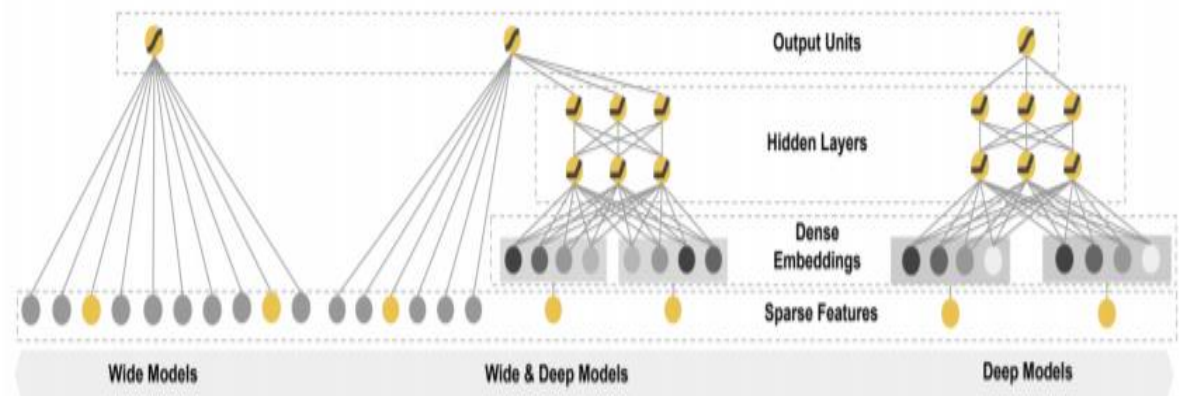 Output Units
Hidden Layers
Dense
Embeddings
Sparse Features
Wide Models
Wide & Deep Models
Deep Models